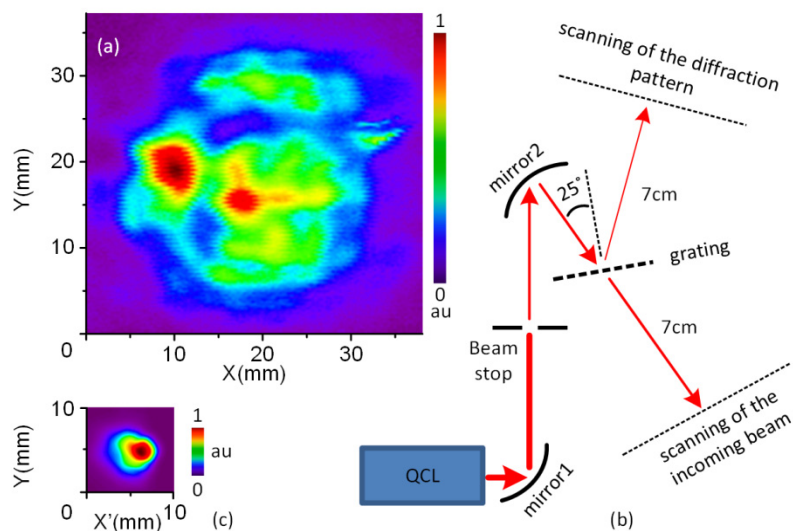 (a)
Y(mm)
30
20
10
0
0
10
20
30
X(mm)
1
0
au
scanning of the diffraction
pattern
mirror2
25°
7cm
grating
7cm
Beam
stop
scanning of the
incoming beam
QCL
mirror1
(b)
Y(mm)
10
0
0
X'(mm)
10
1
au
0
(c)